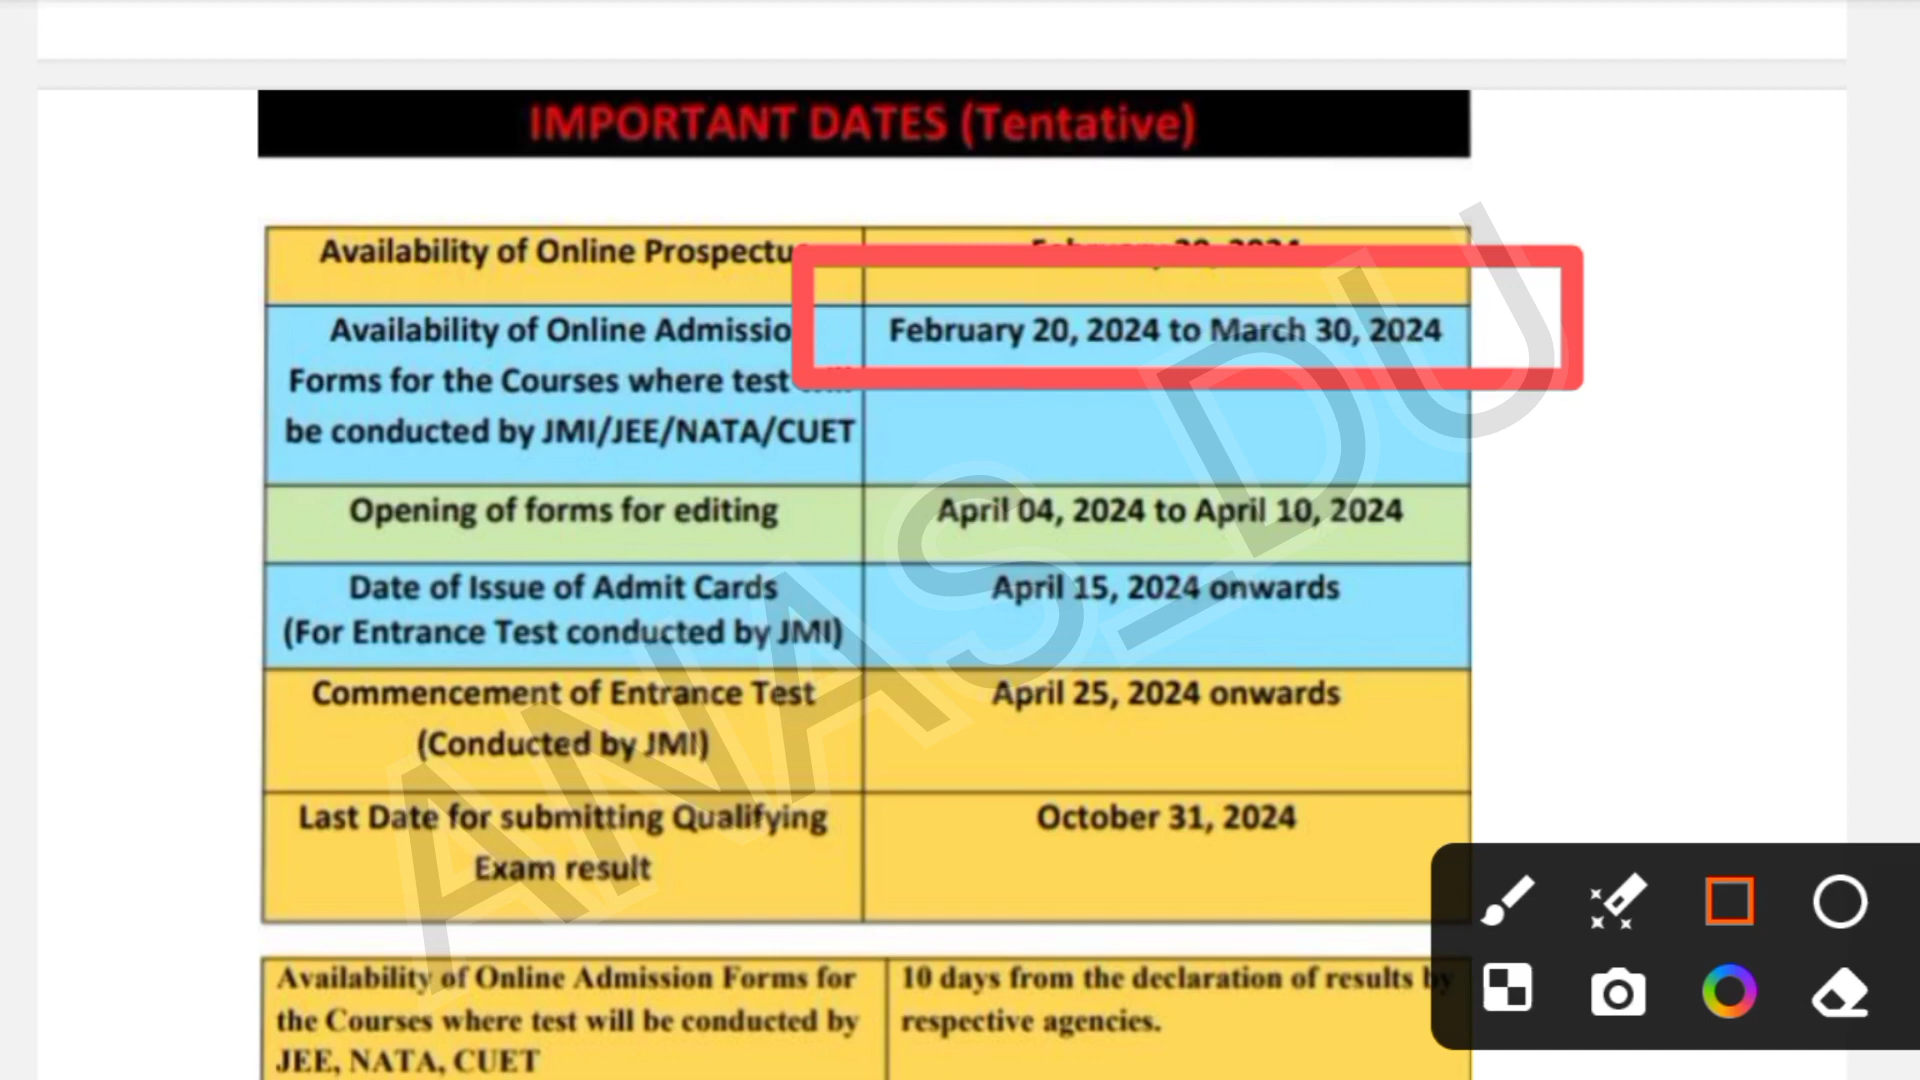 IMPORTANT DATES (Tentative)
Availability of Online
February 20, 2024 to March 30, 2024
Availability of Online
Forms for the Courses where test
be conducted by JMI/JEE/NATA/CUET
Opening of forms for editing
April 04, 2024 to April 10, 2024
Date of Issue of Admit Cards
(For Entrance Test conducted by JMI)
April 15, 2024 onwards
Commencement of Entrance Test
(Conducted by JMI)
April 25, 2024 onwards
Last Date for submitting Qualifying
Exam result
October 31, 2024
Availability of Online Admission Forms for
the Courses where test will be conducted by
JEE, NATA, CUET
10 days from the declaration of results by
respective agencies.
ANAS_DU